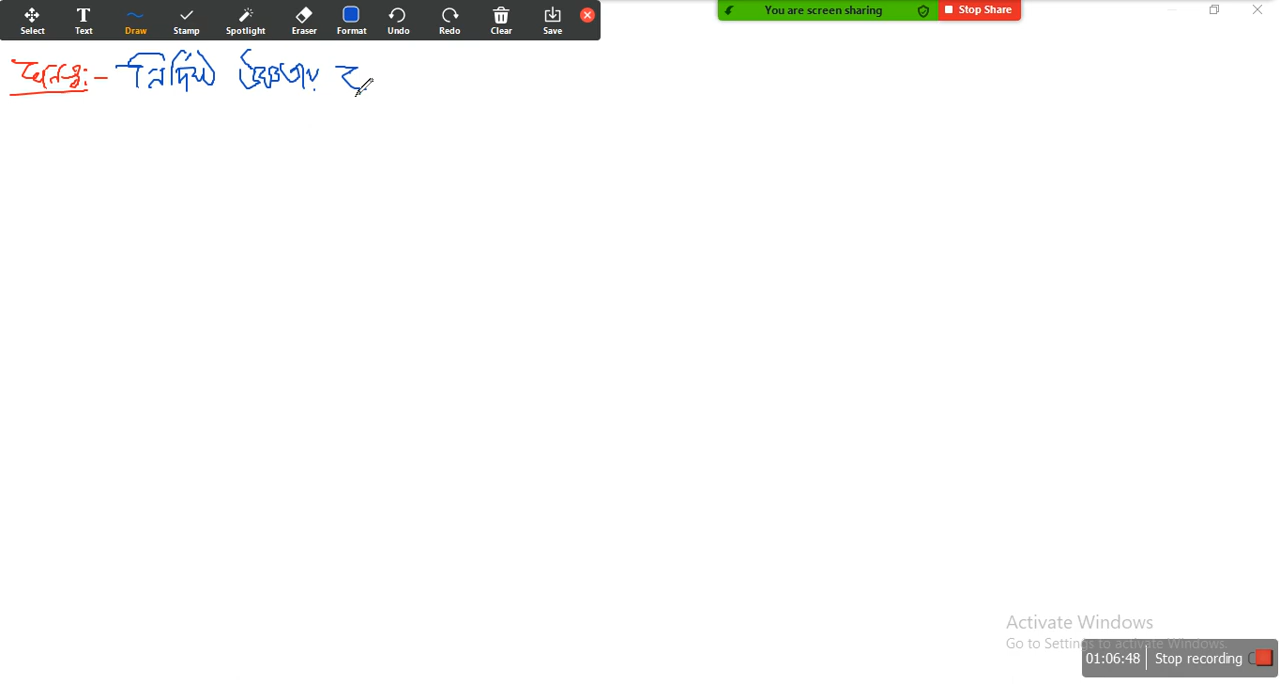 Select Text Draw Stamp Spotlight Eraser Format Undo Redo Clear Save
You are screen sharing Stop Share
ঘনত্ব:- নির্দিষ্ট
Activate Windows
Go to Settings to activate Windows.
01:06:48 Stop recording